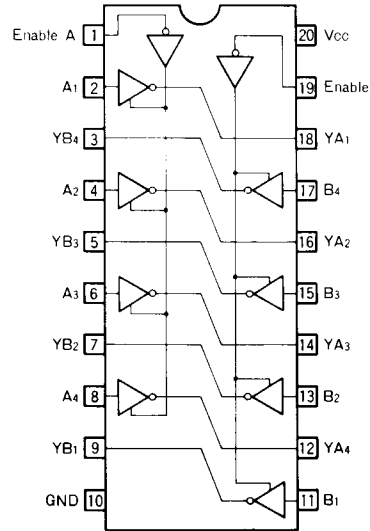 Enable A 1
20 VCC
A1 2
19 Enable
YB4 3
18 YA1
A2 4
17 B4
YB3 5
16 YA2
A3 6
15 B3
YB2 7
14 YA3
A4 8
13 B2
YB1 9
12 YA4
GND 10
11 B1